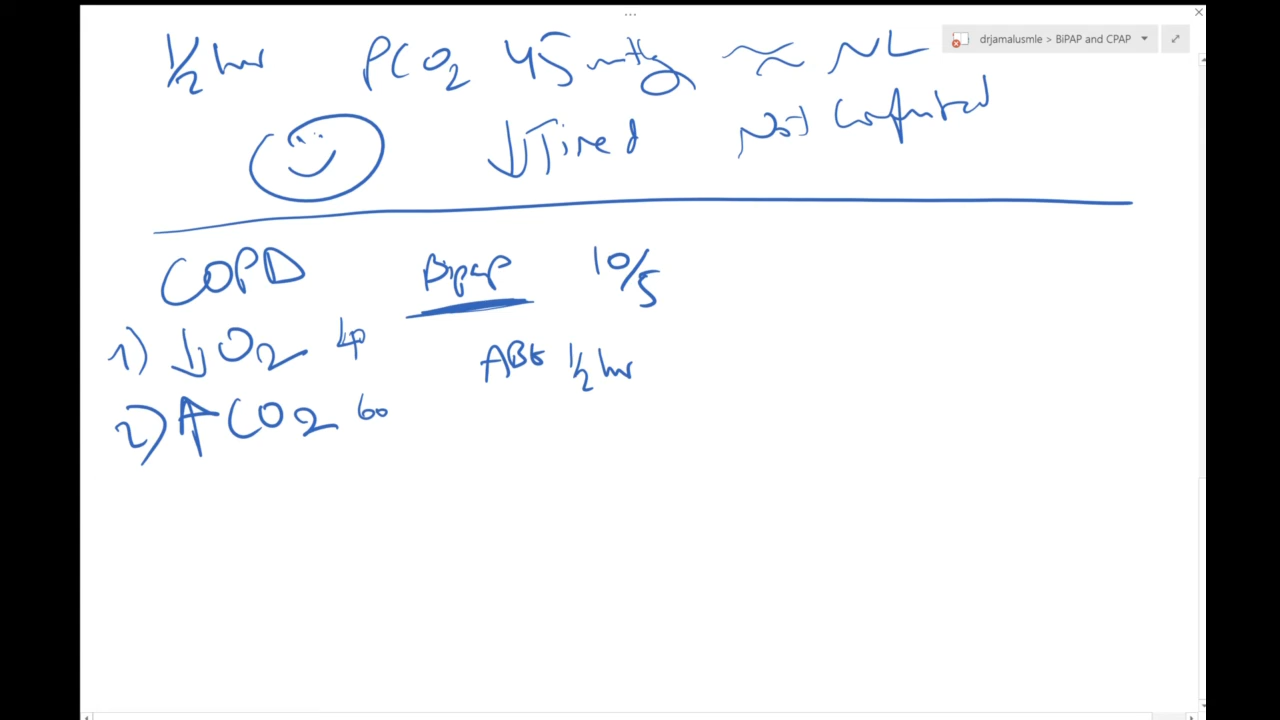 ...
drjamalusmle > BiPAP and CPAP
1/2 hr PCO2 45 mmHg ≈ NL
↓ Tired Not
COPD Bipap 10/5
1) ↓ O2 40
ABG 1/2 hr
2) ↑ CO2 60